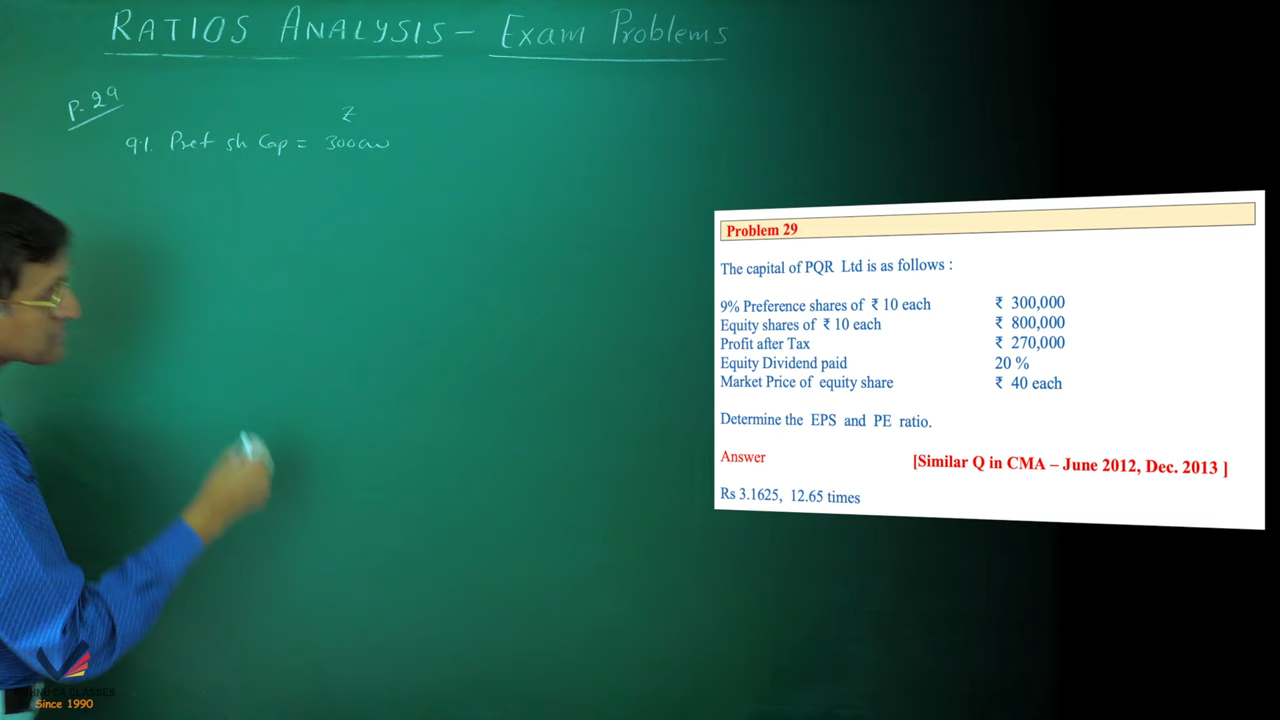 RATIOS ANALYSIS - Exam Problems
P-29
₹
9%. Pref sh Cap = 300000
Problem 29
The capital of PQR Ltd is as follows :
9% Preference shares of ₹ 10 each ₹ 300,000
Equity shares of ₹ 10 each ₹ 800,000
Profit after Tax ₹ 270,000
Equity Dividend paid 20 %
Market Price of equity share ₹ 40 each
Determine the EPS and PE ratio.
Answer [Similar Q in CMA – June 2012, Dec. 2013 ]
Rs 3.1625, 12.65 times
CLASSES
Since 1990